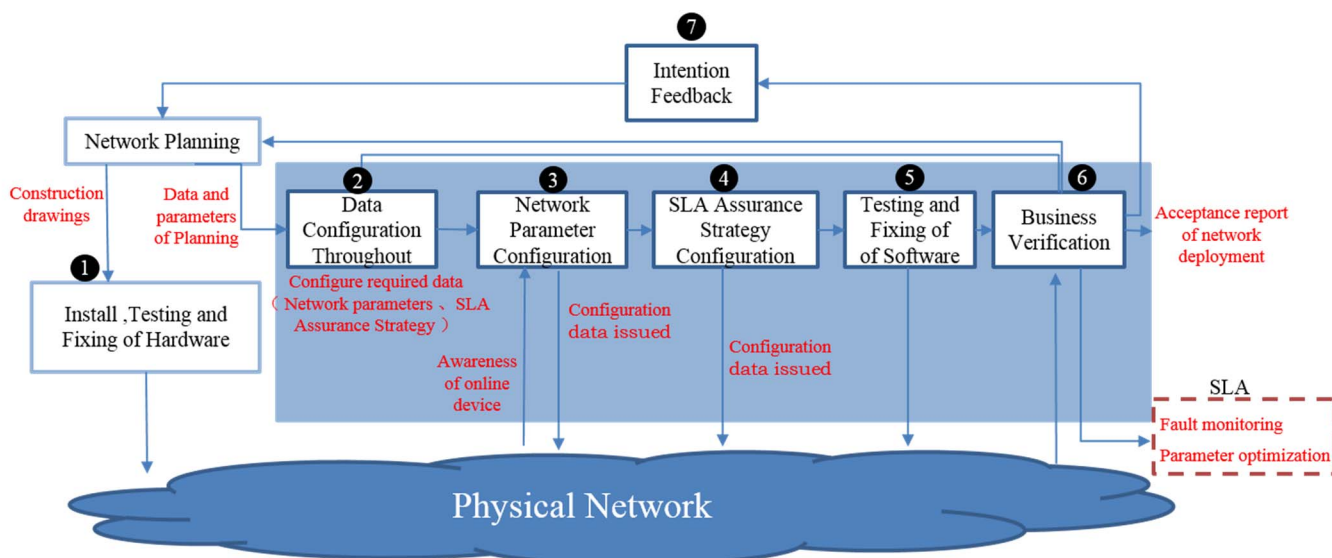 7
Intention
Feedback
Network Planning
Construction
drawings
Data and
parameters
of Planning
1
Install ,Testing and
Fixing of Hardware
2
Data
Configuration
Throughout
Configure required data
（ Network parameters 、SLA
Assurance Strategy ）
3
Network
Parameter
Configuration
Awareness
of online
device
Configuration
data issued
4
SLA Assurance
Strategy
Configuration
Configuration
data issued
5
Testing and
Fixing of
of Software
6
Business
Verification
Acceptance report
of network
deployment
SLA
Fault monitoring
Parameter optimization
Physical Network